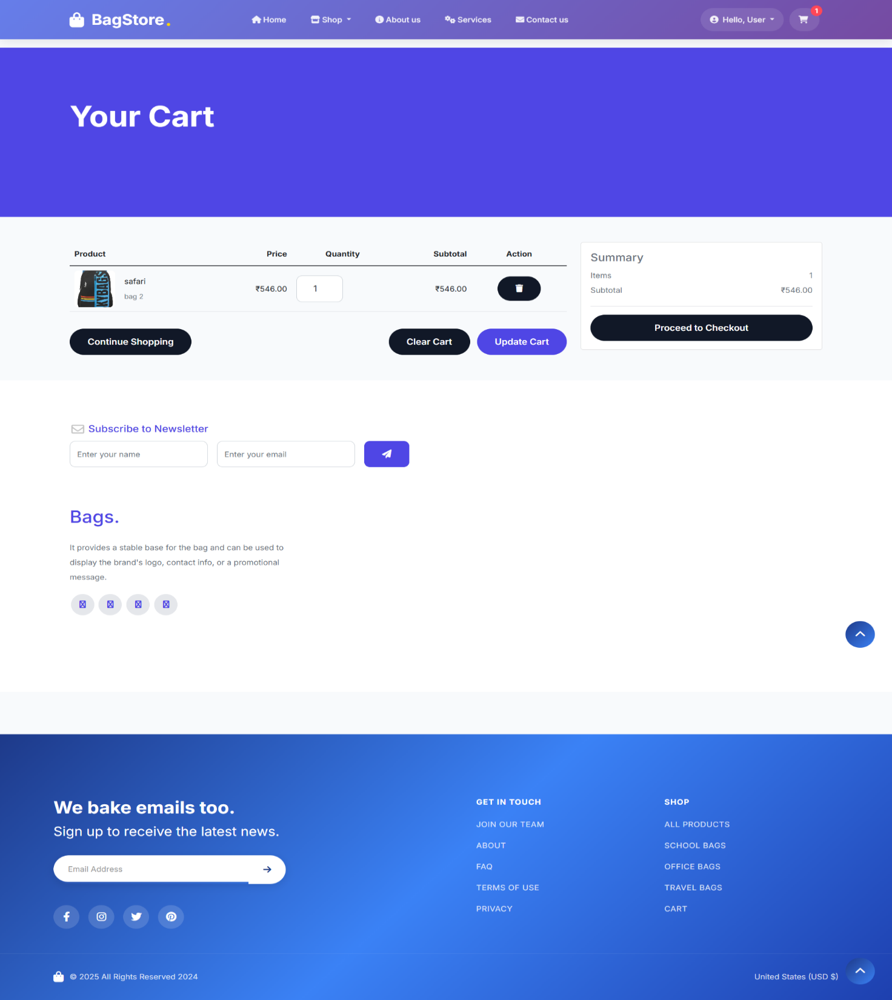 BagStore.
Home
Shop
About us
Services
Contact us
Hello, User
1
Your Cart
Product Price Quantity Subtotal Action
safari
bag 2
₹546.00 1 ₹546.00
Continue Shopping
Clear Cart
Update Cart
Summary
Items 1
Subtotal ₹546.00
Proceed to Checkout
Subscribe to Newsletter
Enter your name
Enter your email
Bags.
It provides a stable base for the bag and can be used to
display the brand's logo, contact info, or a promotional
message.
We bake emails too.
Sign up to receive the latest news.
Email Address
GET IN TOUCH
JOIN OUR TEAM
ABOUT
FAQ
TERMS OF USE
PRIVACY
SHOP
ALL PRODUCTS
SCHOOL BAGS
OFFICE BAGS
TRAVEL BAGS
CART
© 2025 All Rights Reserved 2024
United States (USD $)